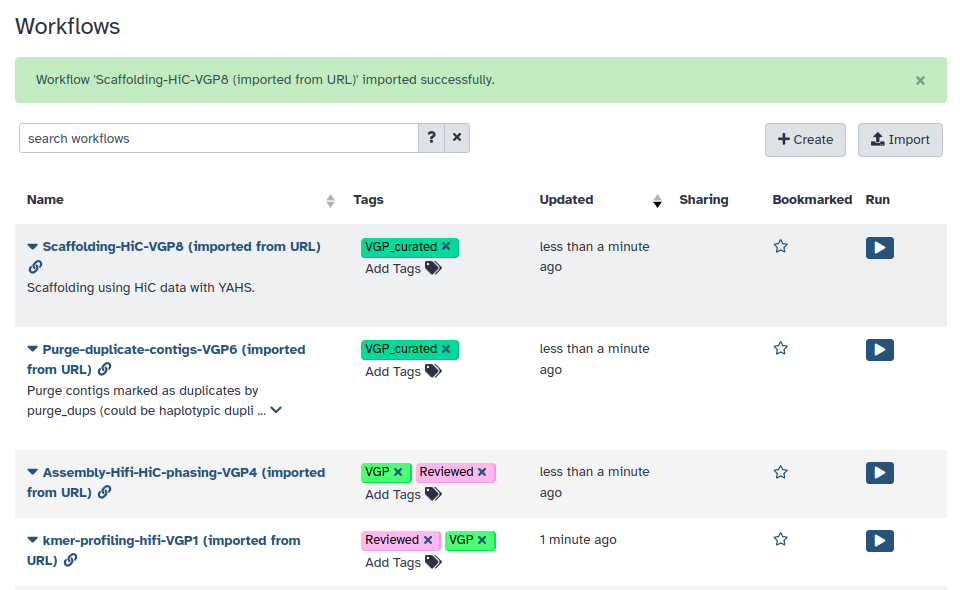 Workflows
Workflow 'Scaffolding-HiC-VGP8 (imported from URL)' imported successfully. ×
search workflows ? × + Create Import
Name Tags Updated Sharing Bookmarked Run
Scaffolding-HiC-VGP8 (imported from URL) VGP_curated × less than a minute
Add Tags ago
Scaffolding using HiC data with YAHS.
Purge-duplicate-contigs-VGP6 (imported VGP_curated × less than a minute
from URL) Add Tags ago
Purge contigs marked as duplicates by
purge_dups (could be haplotypic dupli ...
Assembly-Hifi-HiC-phasing-VGP4 (imported VGP × Reviewed × less than a minute
from URL) Add Tags ago
kmer-profiling-hifi-VGP1 (imported from Reviewed × VGP × 1 minute ago
URL) Add Tags